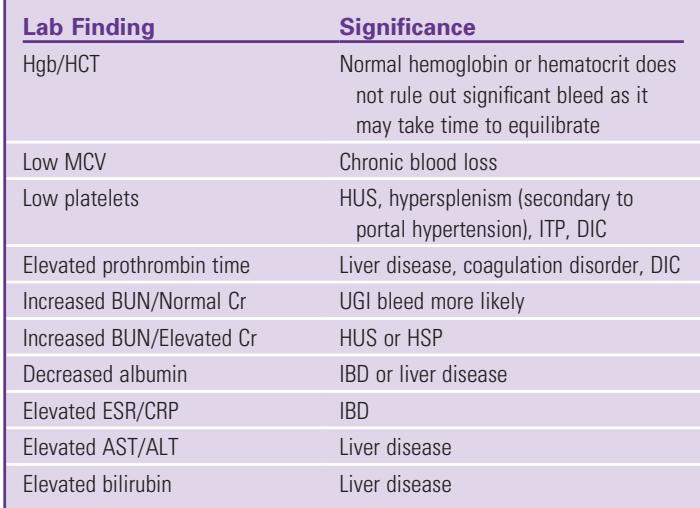 Lab Finding Significance
Hgb/HCT Normal hemoglobin or hematocrit does
not rule out significant bleed as it
may take time to equilibrate
Low MCV Chronic blood loss
Low platelets HUS, hypersplenism (secondary to
portal hypertension), ITP, DIC
Elevated prothrombin time Liver disease, coagulation disorder, DIC
Increased BUN/Normal Cr UGI bleed more likely
Increased BUN/Elevated Cr HUS or HSP
Decreased albumin IBD or liver disease
Elevated ESR/CRP IBD
Elevated AST/ALT Liver disease
Elevated bilirubin Liver disease